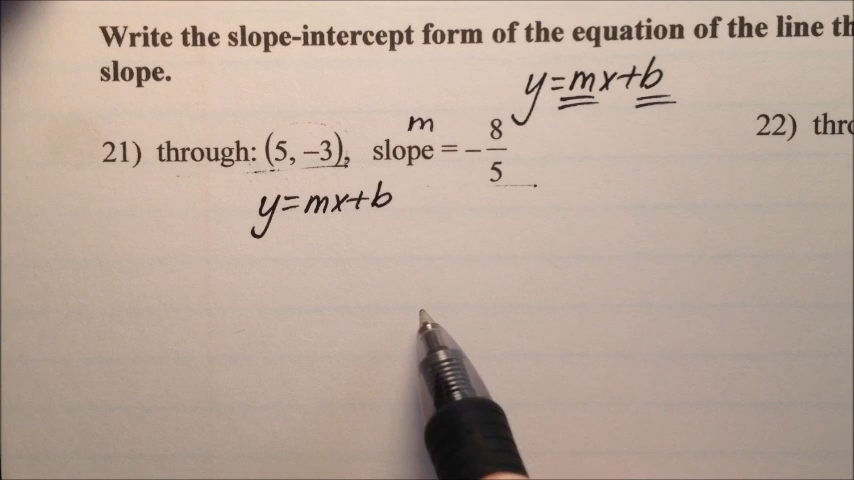 Write the slope-intercept form of the equation of the line th
slope.
y=mx+b
m
21) through: (5, −3), slope = −8/5
22) thro
y=mx+b